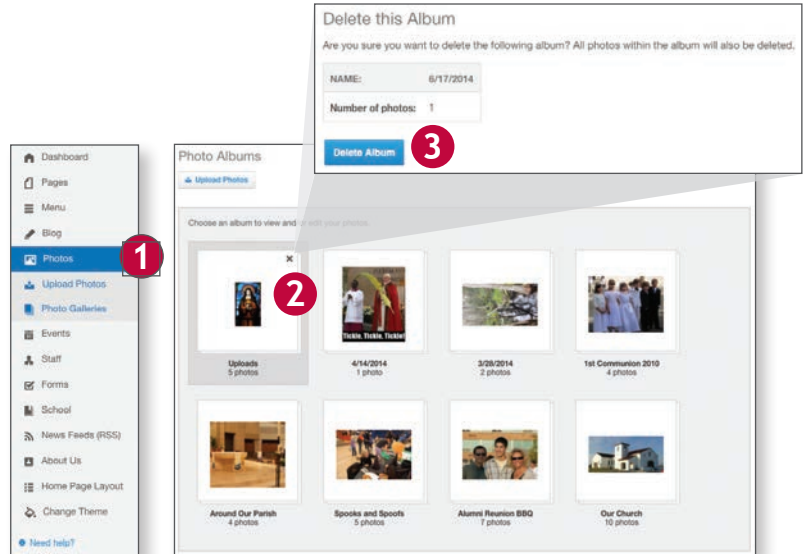 Delete this Album
Are you sure you want to delete the following album? All photos within the album will also be deleted.
NAME: 6/17/2014
Number of photos: 1
Delete Album
3
Dashboard
Pages
Menu
Blog
Photos
1
Upload Photos
Photo Galleries
Events
Staff
Forms
School
News Feeds (RSS)
About Us
Home Page Layout
Change Theme
Need help?
Photo Albums
Upload Photos
Choose an album to view and/or edit your photos.
2
Tickle, Tickle, Tickle!
Uploads
5 photos
4/14/2014
1 photo
3/28/2014
2 photos
1st Communion 2010
4 photos
Around Our Parish
4 photos
Spooks and Spoofs
5 photos
Alumni Reunion BBQ
7 photos
Our Church
10 photos